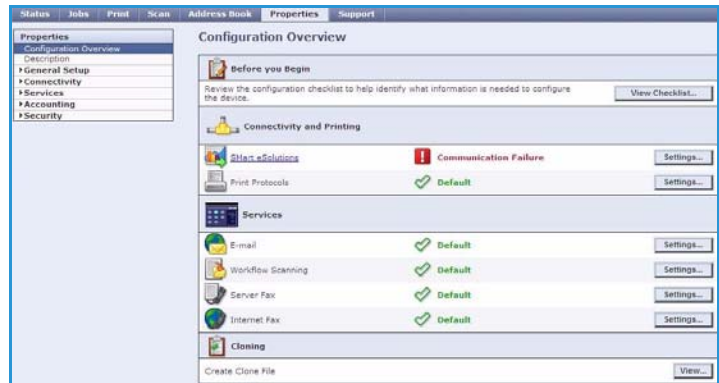 Status Jobs Print Scan Address Book Properties Support
Properties
Configuration Overview
Description
General Setup
Connectivity
Services
Accounting
Security
Configuration Overview
Before you Begin
Review the configuration checklist to help identify what information is needed to configure
the device.
View Checklist...
Connectivity and Printing
SMart eSolutions
Communication Failure
Settings...
Print Protocols
Default
Settings...
Services
E-mail
Default
Settings...
Workflow Scanning
Default
Settings...
Server Fax
Default
Settings...
Internet Fax
Default
Settings...
Cloning
Create Clone File
View...